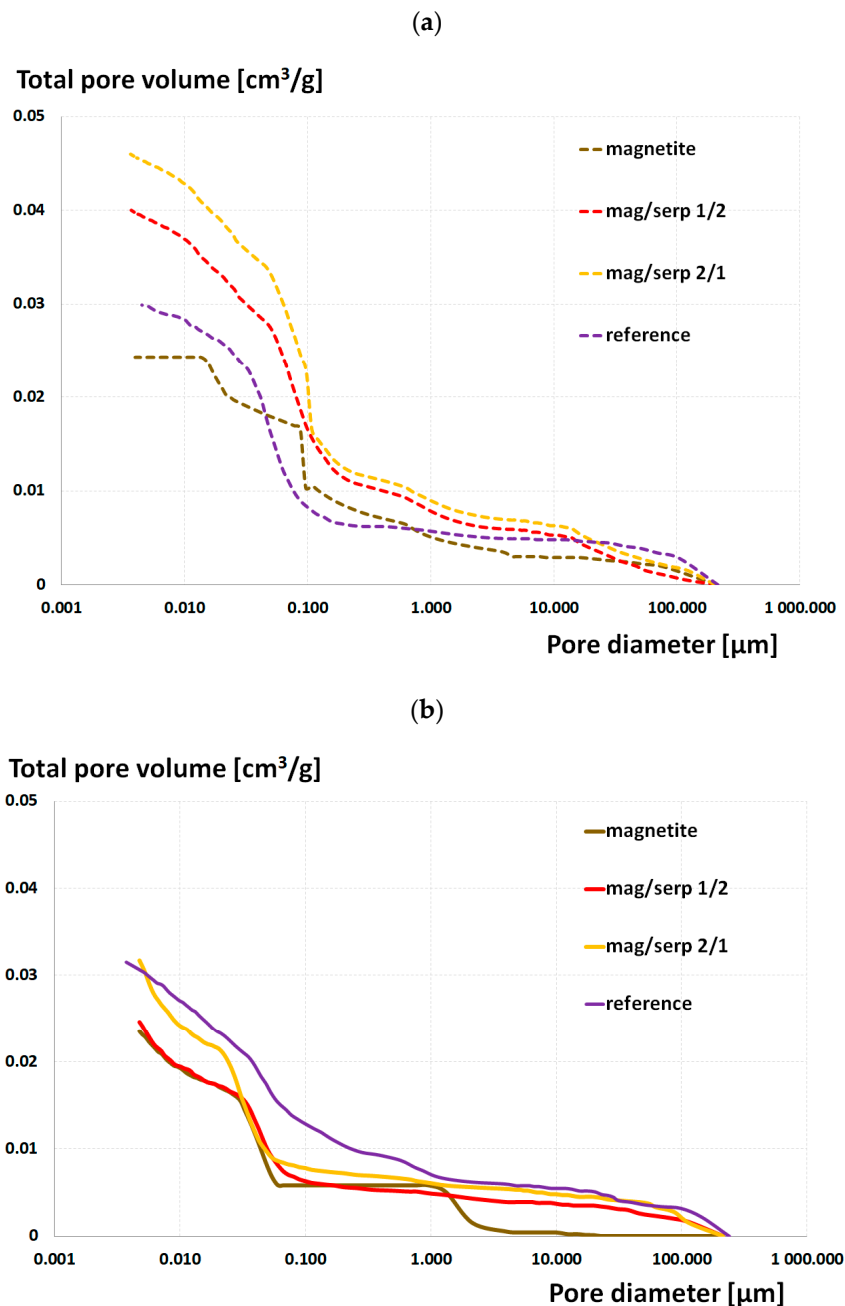 (a)
Total pore volume [cm³/g]
0.05
magnetite
0.04
mag/serp 1/2
mag/serp 2/1
0.03
reference
0.02
0.01
0
0.001 0.010 0.100 1.000 10.000 100.000 1 000.000
Pore diameter [µm]
(b)
Total pore volume [cm³/g]
0.05
magnetite
0.04
mag/serp 1/2
mag/serp 2/1
0.03
reference
0.02
0.01
0
0.001 0.010 0.100 1.000 10.000 100.000 1 000.000
Pore diameter [µm]